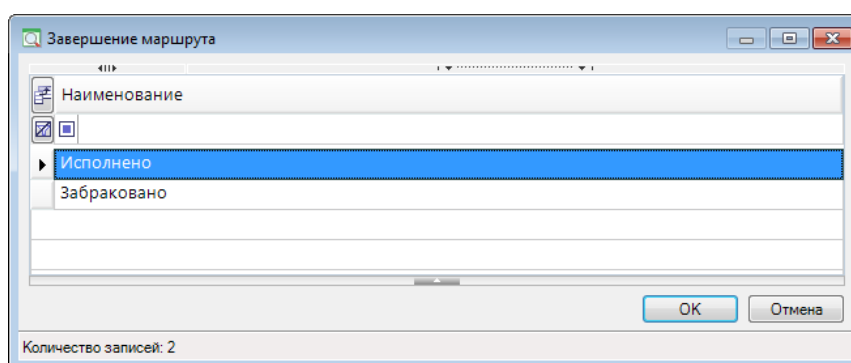 Завершение маршрута
Наименование
Исполнено
Забраковано
OK
Отмена
Количество записей: 2